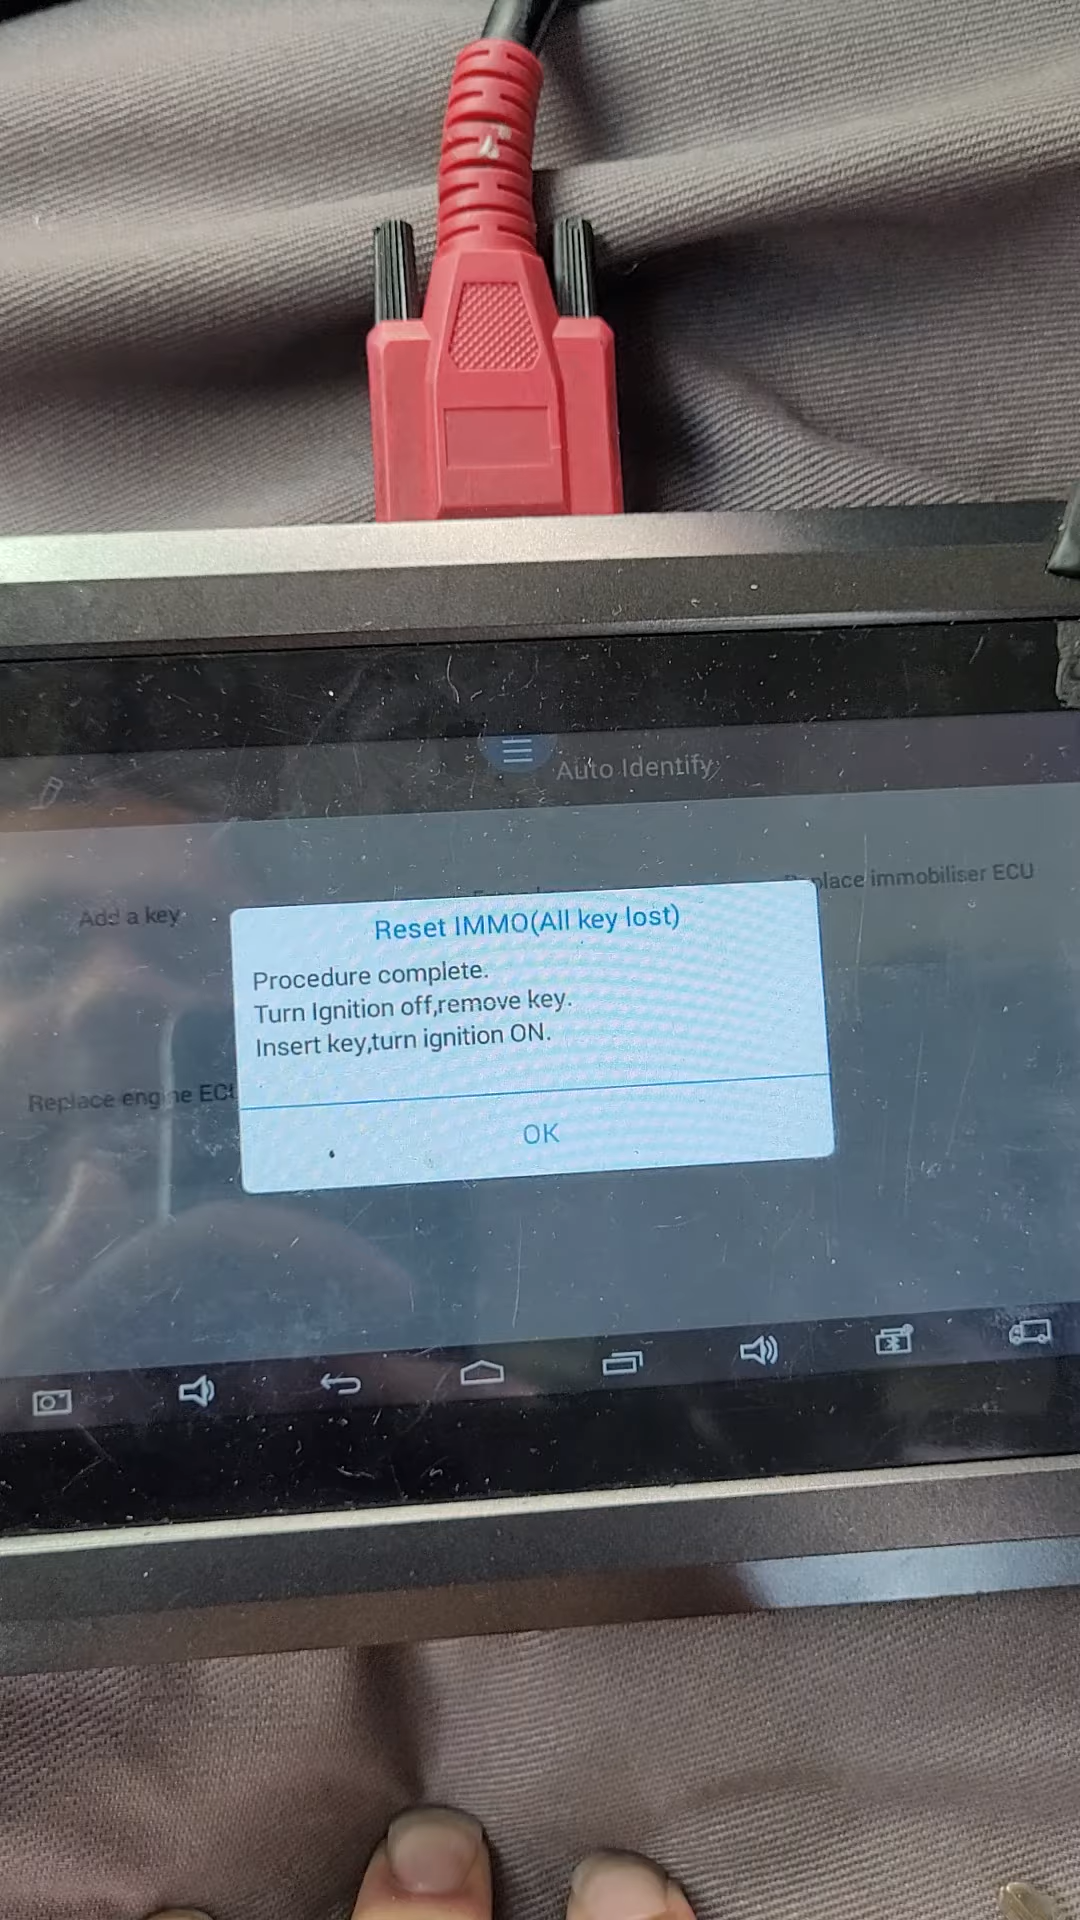 Auto Identify
Add a key
immobiliser ECU
Reset IMMO(All key lost)
Procedure complete.
Turn Ignition off,remove key.
Insert key,turn ignition ON.
Replace engine ECU
OK